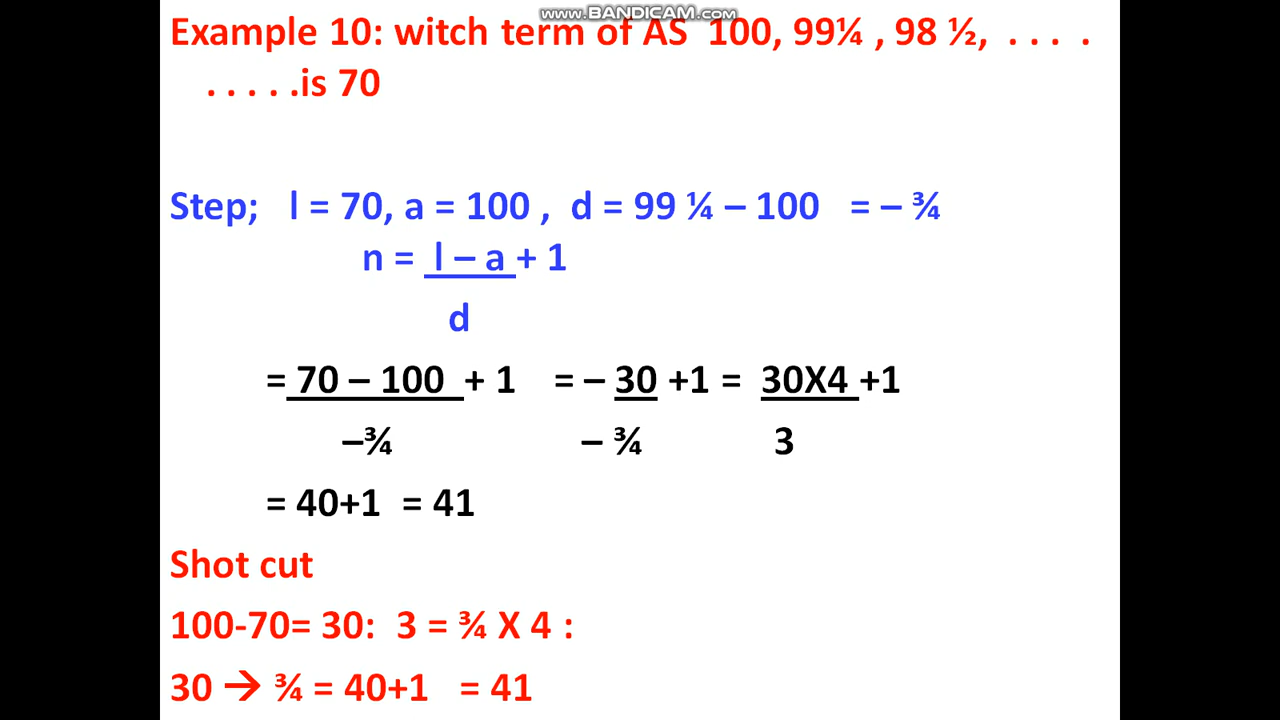 www.BANDICAM.com
Example 10: witch term of AS 100, 99¼ , 98 ½, . . . .
. . . . .is 70
Step; l = 70, a = 100 , d = 99 ¼ – 100 = – ¾
n = l – a + 1
d
= 70 – 100 + 1 = – 30 +1 = 30X4 +1
–¾ – ¾ 3
= 40+1 = 41
Shot cut
100-70= 30: 3 = ¾ X 4 :
30 → ¾ = 40+1 = 41